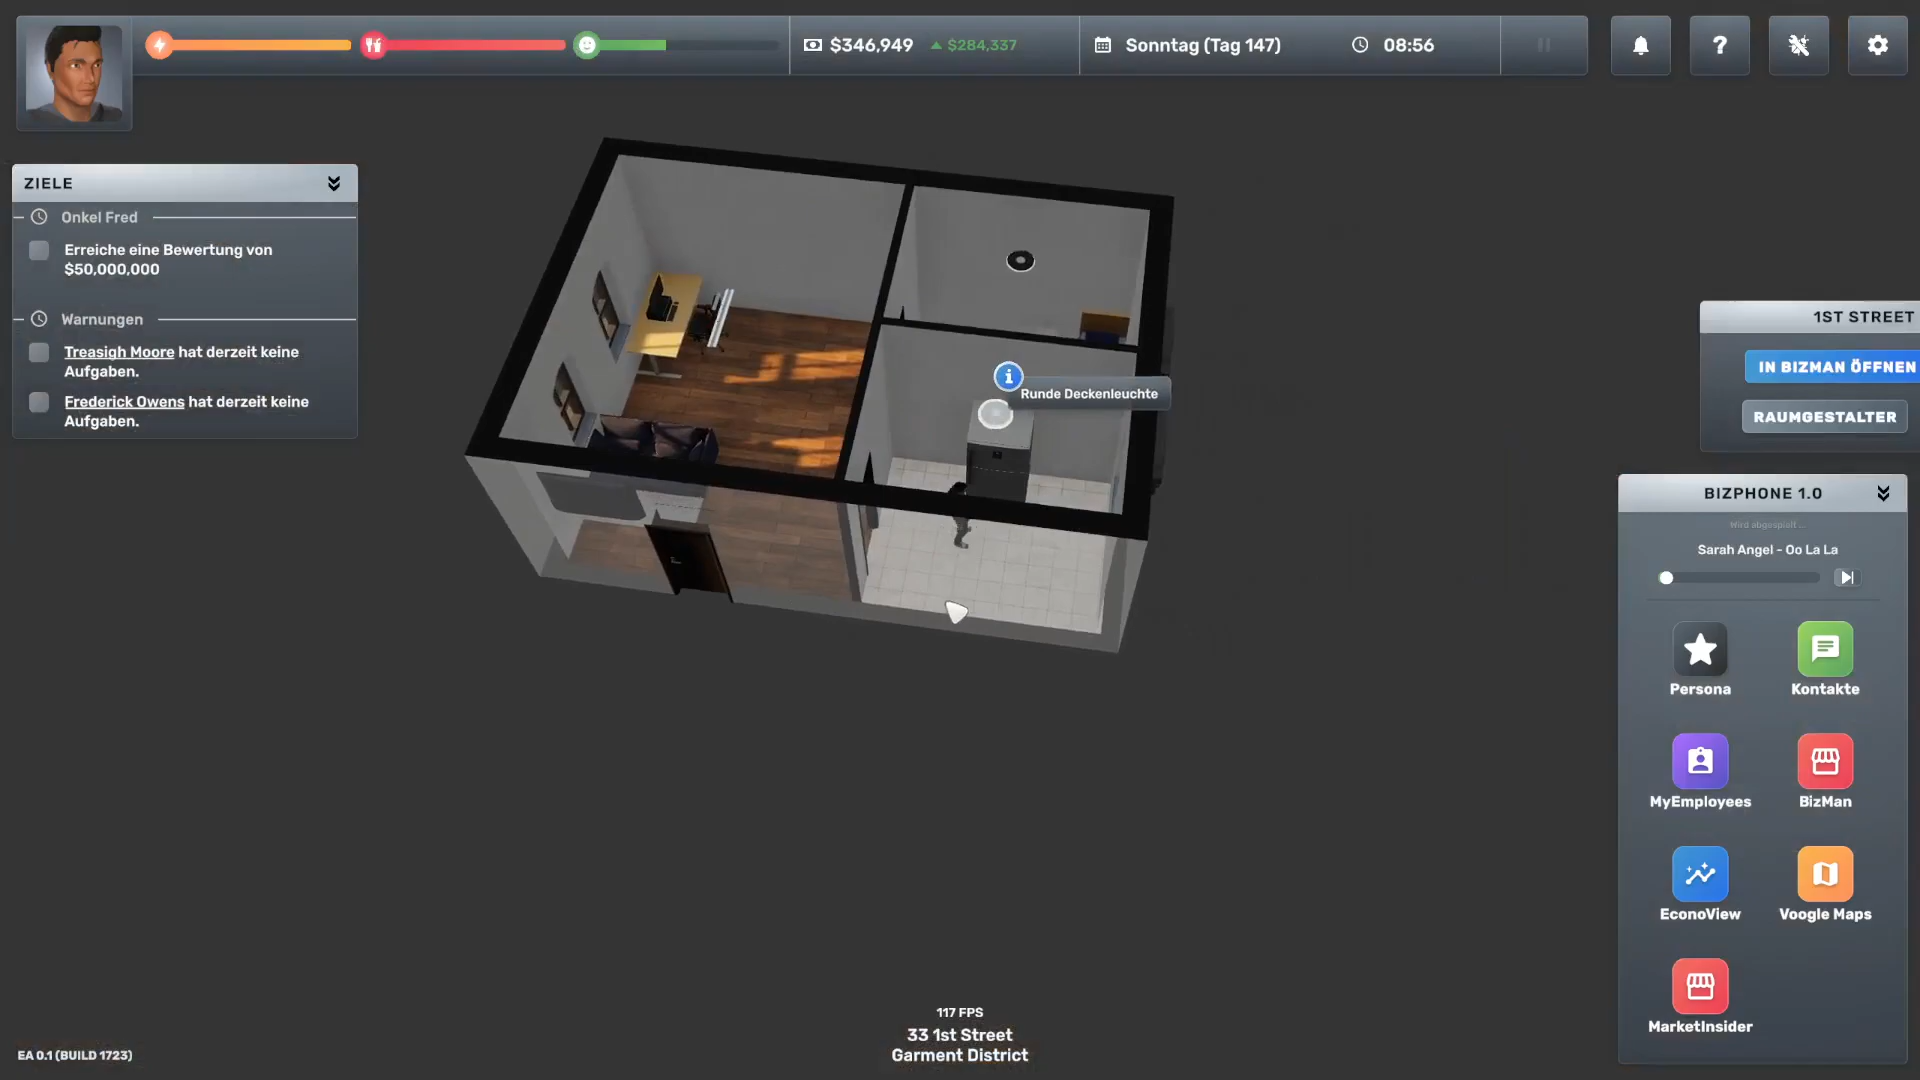 $346,949
$284,337
Sonntag (Tag 147)
08:56
ZIELE
Onkel Fred
Erreiche eine Bewertung von
$50,000,000
Warnungen
Treasigh Moore hat derzeit keine
Aufgaben.
Frederick Owens hat derzeit keine
Aufgaben.
Runde Deckenleuchte
1ST STREET
IN BIZMAN ÖFFNEN
RAUMGESTALTER
BIZPHONE 1.0
Wird abgespielt ...
Sarah Angel - Oo La La
Persona
Kontakte
MyEmployees
BizMan
EconoView
Voogle Maps
MarketInsider
117 FPS
33 1st Street
Garment District
EA 0.1 (BUILD 1723)